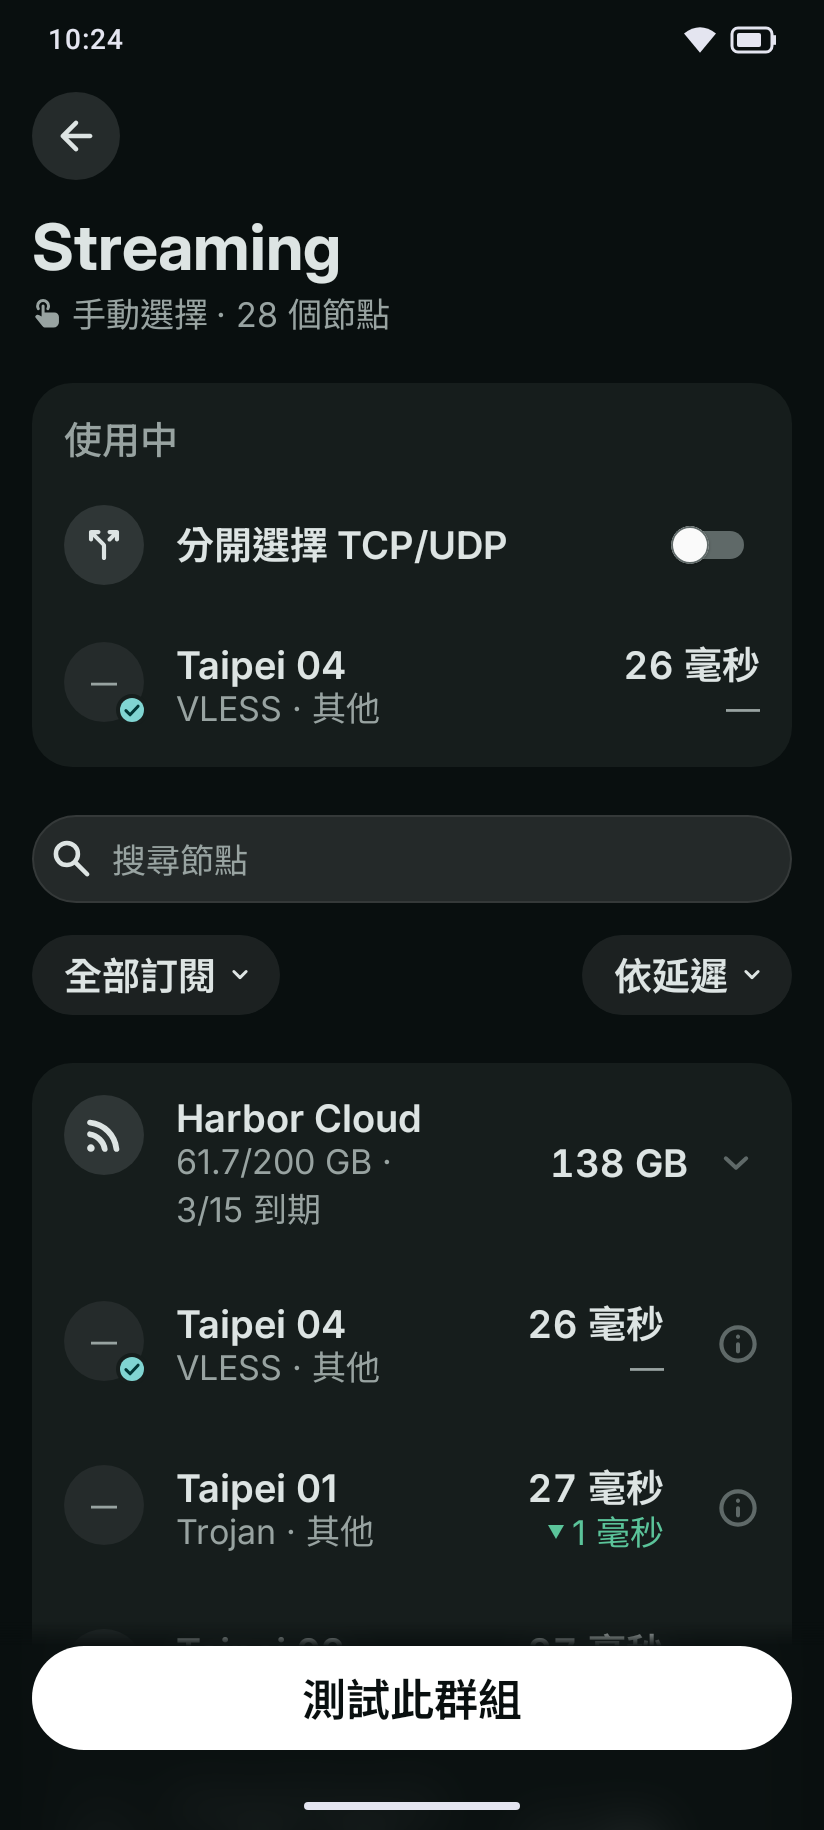 10:24
Streaming
手動選擇 · 28 個節點
使用中
分開選擇 TCP/UDP
—
Taipei 04
26 毫秒
VLESS · 其他
—
搜尋節點
全部訂閱
依延遲
Harbor Cloud
61.7/200 GB ·
3/15 到期
138 GB
—
Taipei 04
26 毫秒
VLESS · 其他
—
—
Taipei 01
27 毫秒
Trojan · 其他
▼1 毫秒
測試此群組